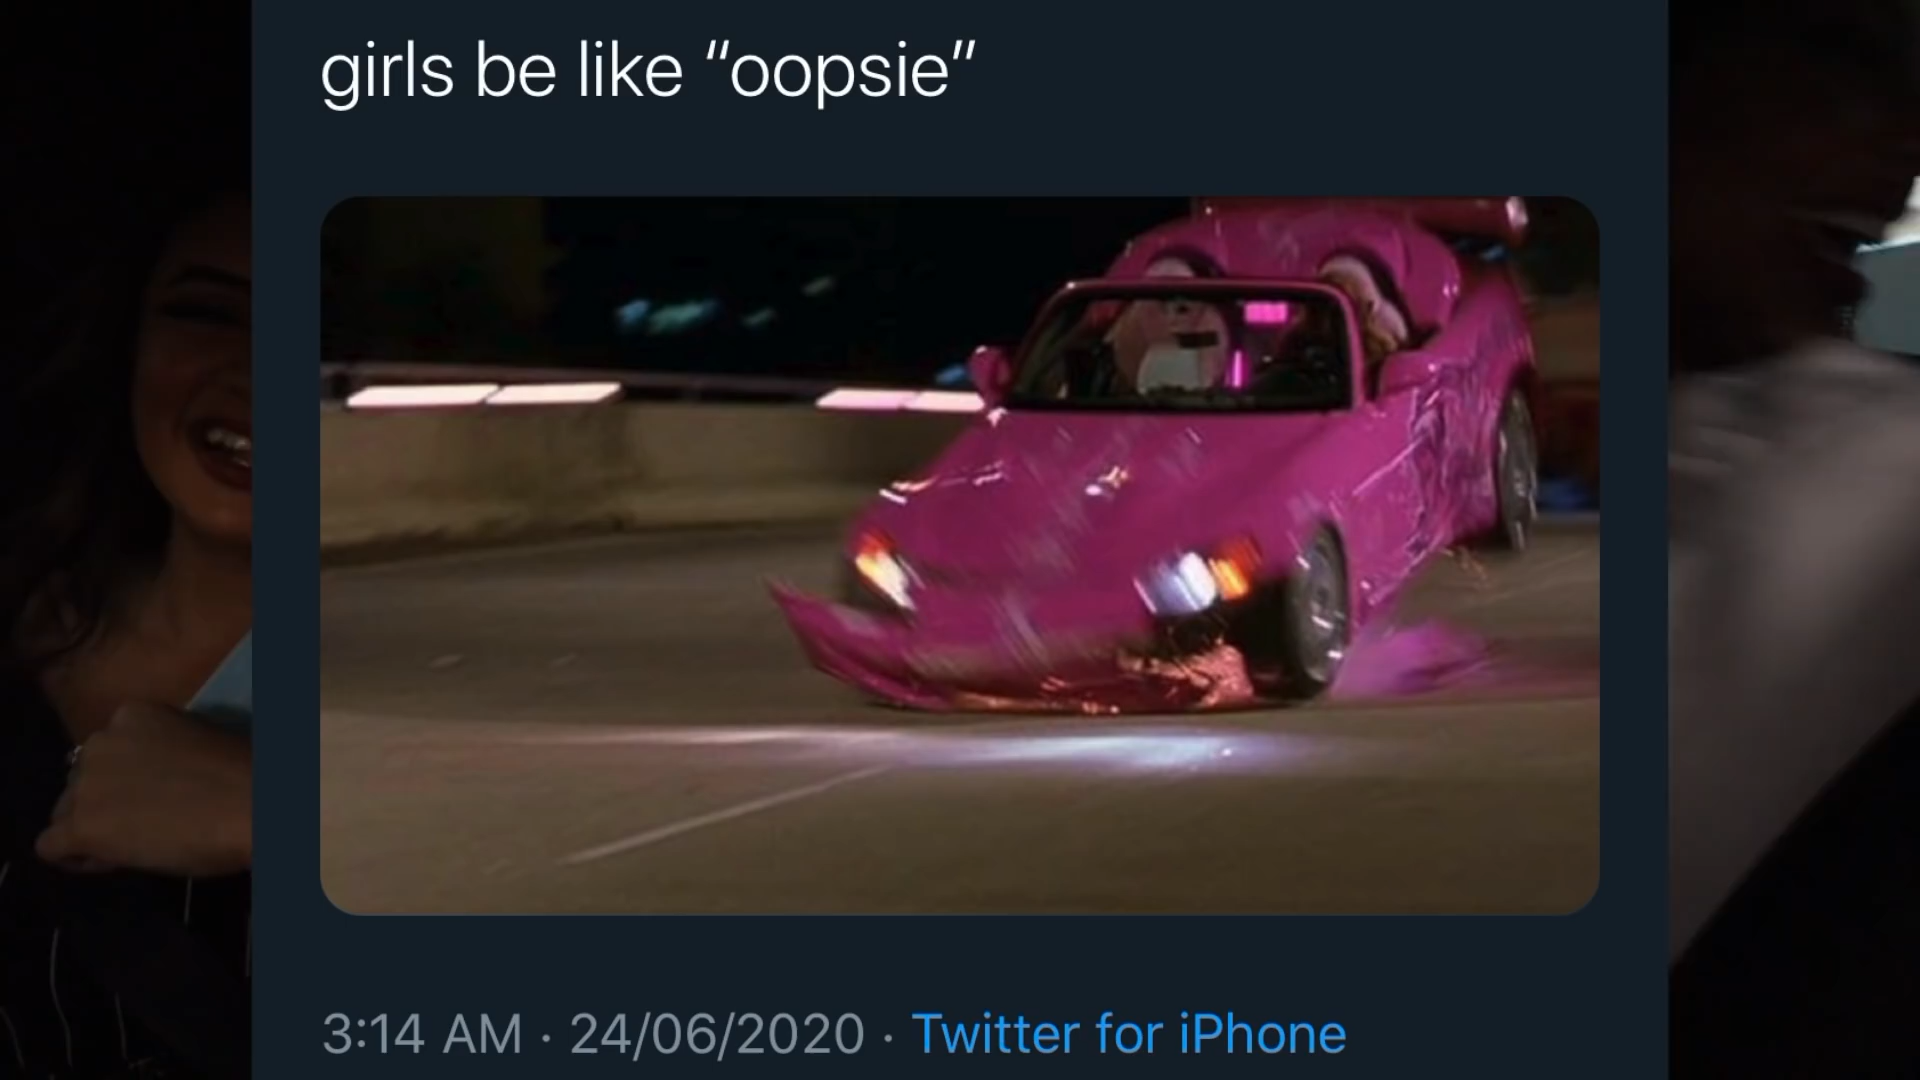 girls be like “oopsie”
3:14 AM · 24/06/2020 · Twitter for iPhone